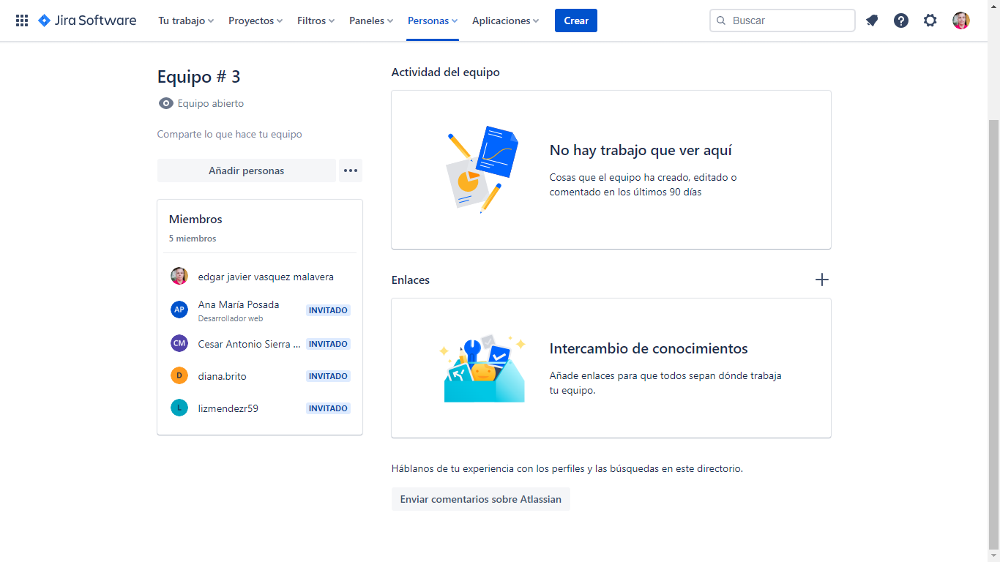 Jira Software
Tu trabajo
Proyectos
Filtros
Paneles
Personas
Aplicaciones
Crear
Buscar
Equipo # 3
Equipo abierto
Comparte lo que hace tu equipo
Añadir personas
Miembros
5 miembros
edgar javier vasquez malavera
AP
Ana María Posada
INVITADO
Desarrollador web
CM
Cesar Antonio Sierra ...
INVITADO
D
diana.brito
INVITADO
L
lizmendezr59
INVITADO
Actividad del equipo
No hay trabajo que ver aquí
Cosas que el equipo ha creado, editado o
comentado en los últimos 90 días
Enlaces
Intercambio de conocimientos
Añade enlaces para que todos sepan dónde trabaja
tu equipo.
Háblanos de tu experiencia con los perfiles y las búsquedas en este directorio.
Enviar comentarios sobre Atlassian